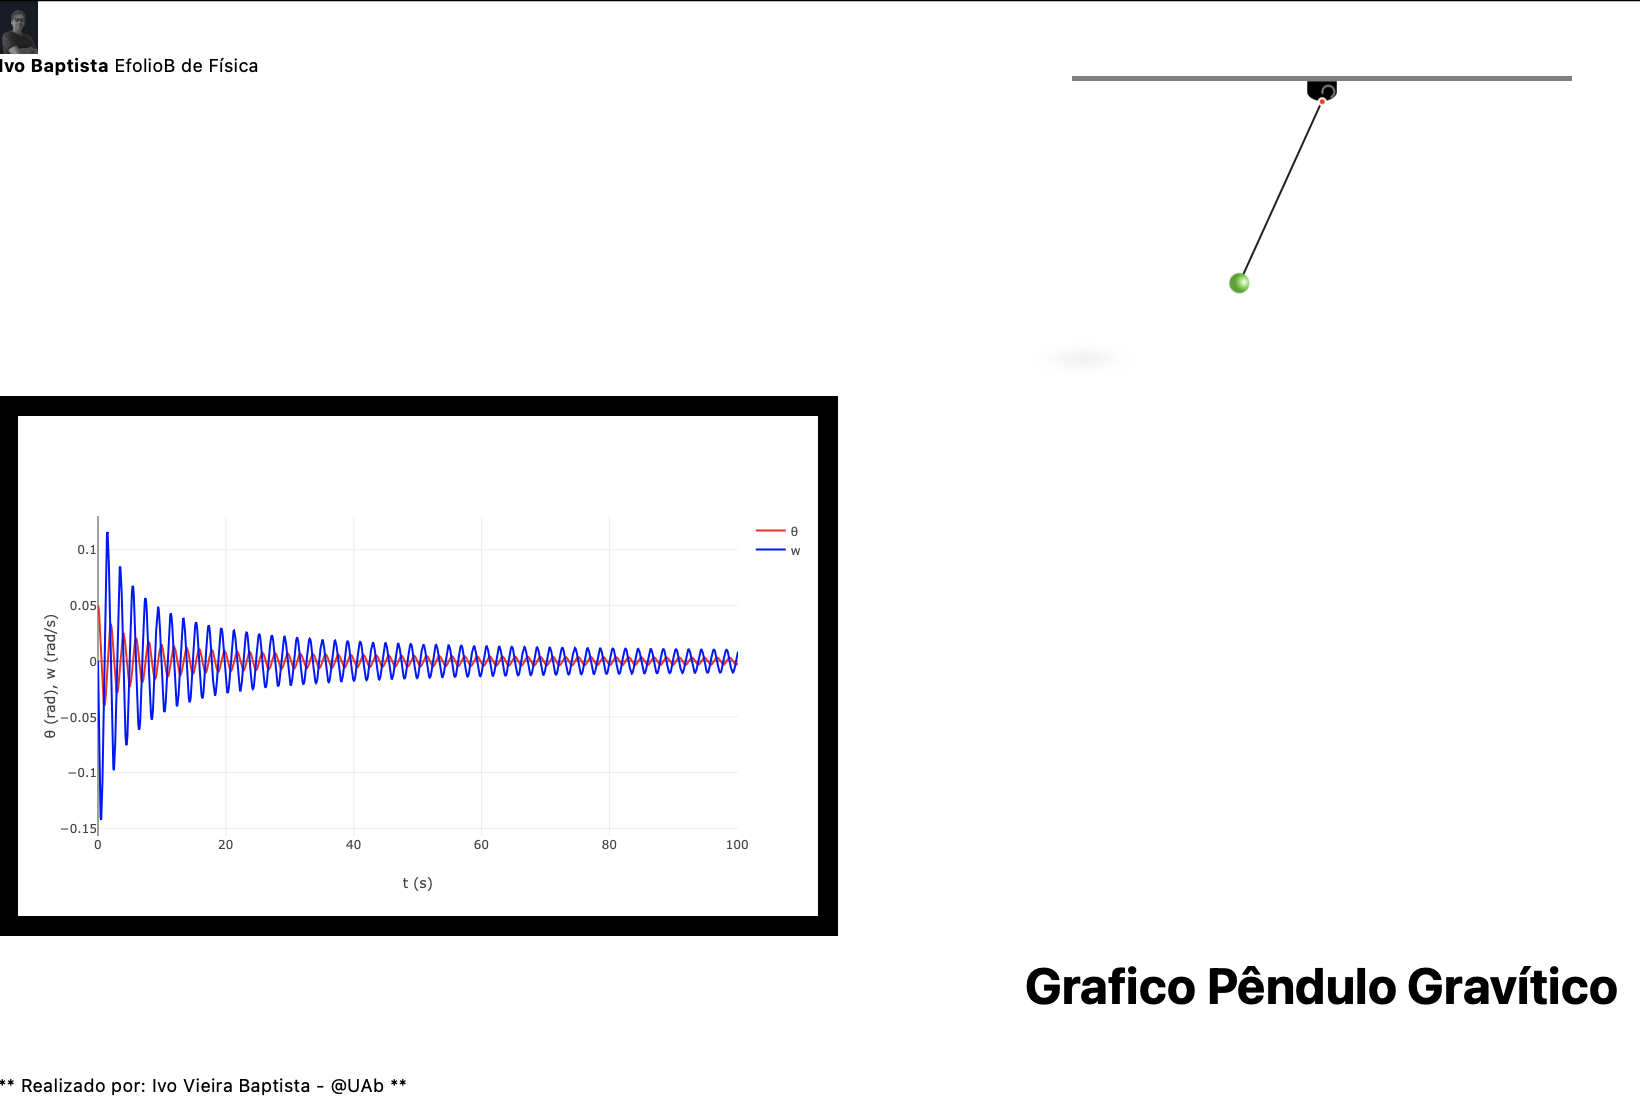 Ivo Baptista EfolioB de Física
θ
w
0.1
0.05
0
−0.05
−0.1
−0.15
θ (rad), w (rad/s)
0 20 40 60 80 100
t (s)
Grafico Pêndulo Gravítico
** Realizado por: Ivo Vieira Baptista - @UAb **